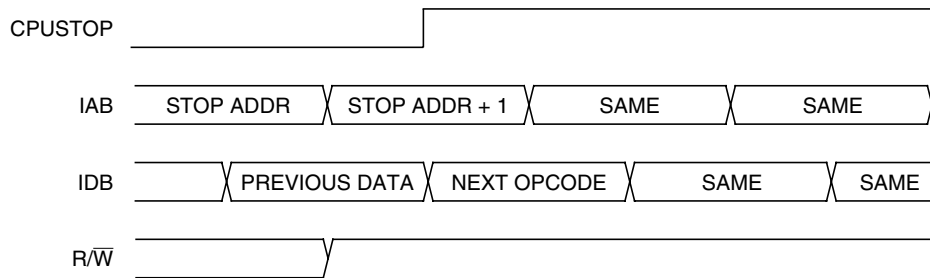 CPUSTOP
IAB STOP ADDR STOP ADDR + 1 SAME SAME
IDB PREVIOUS DATA NEXT OPCODE SAME SAME
R/W̅